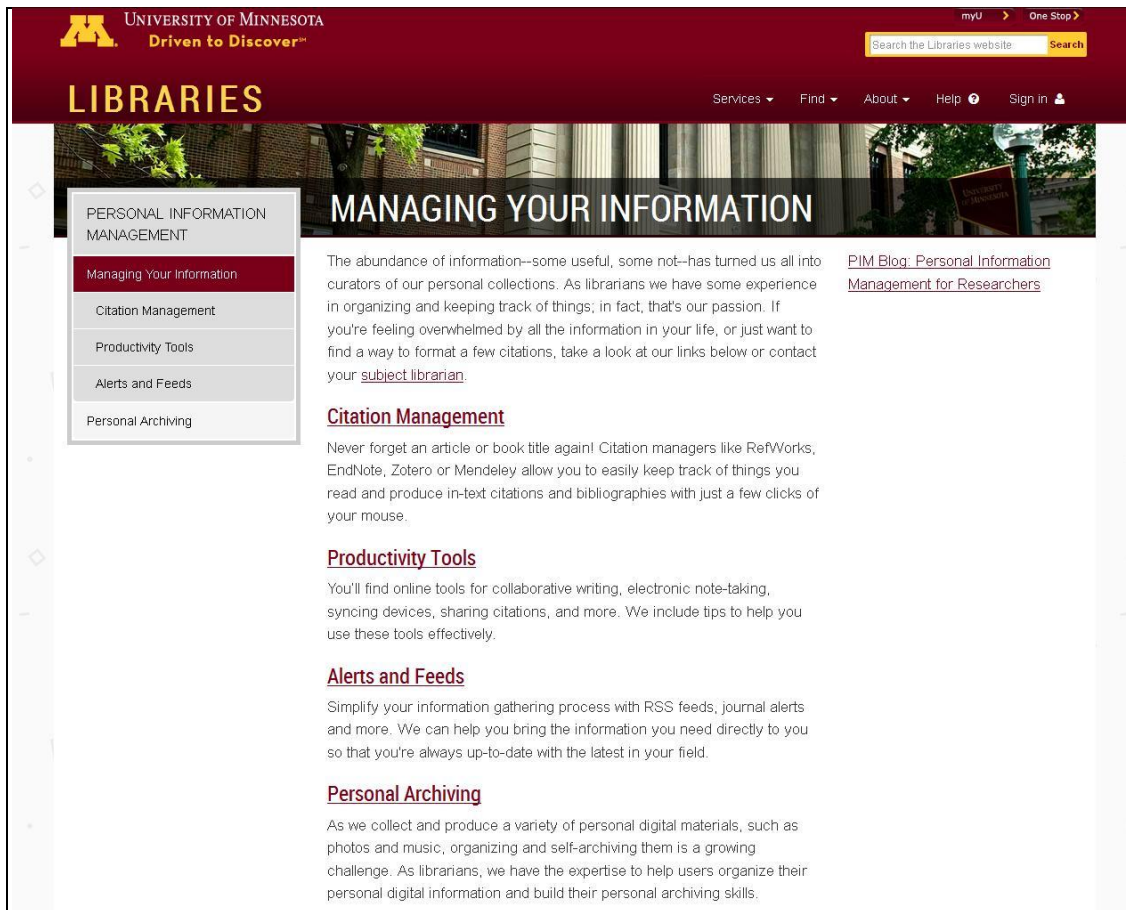 UNIVERSITY OF MINNESOTA
Driven to Discover℠
myU
One Stop
Search the Libraries website
Search
LIBRARIES
Services
Find
About
Help
Sign in
UNIVERSITY
OF MINNESOTA
MANAGING YOUR INFORMATION
PERSONAL INFORMATION
MANAGEMENT
Managing Your Information
Citation Management
Productivity Tools
Alerts and Feeds
Personal Archiving
The abundance of information--some useful, some not--has turned us all into
curators of our personal collections. As librarians we have some experience
in organizing and keeping track of things; in fact, that's our passion. If
you're feeling overwhelmed by all the information in your life, or just want to
find a way to format a few citations, take a look at our links below or contact
your subject librarian.
Citation Management
Never forget an article or book title again! Citation managers like RefWorks,
EndNote, Zotero or Mendeley allow you to easily keep track of things you
read and produce in-text citations and bibliographies with just a few clicks of
your mouse.
Productivity Tools
You'll find online tools for collaborative writing, electronic note-taking,
syncing devices, sharing citations, and more. We include tips to help you
use these tools effectively.
Alerts and Feeds
Simplify your information gathering process with RSS feeds, journal alerts
and more. We can help you bring the information you need directly to you
so that you're always up-to-date with the latest in your field.
Personal Archiving
As we collect and produce a variety of personal digital materials, such as
photos and music, organizing and self-archiving them is a growing
challenge. As librarians, we have the expertise to help users organize their
personal digital information and build their personal archiving skills.
PIM Blog: Personal Information
Management for Researchers